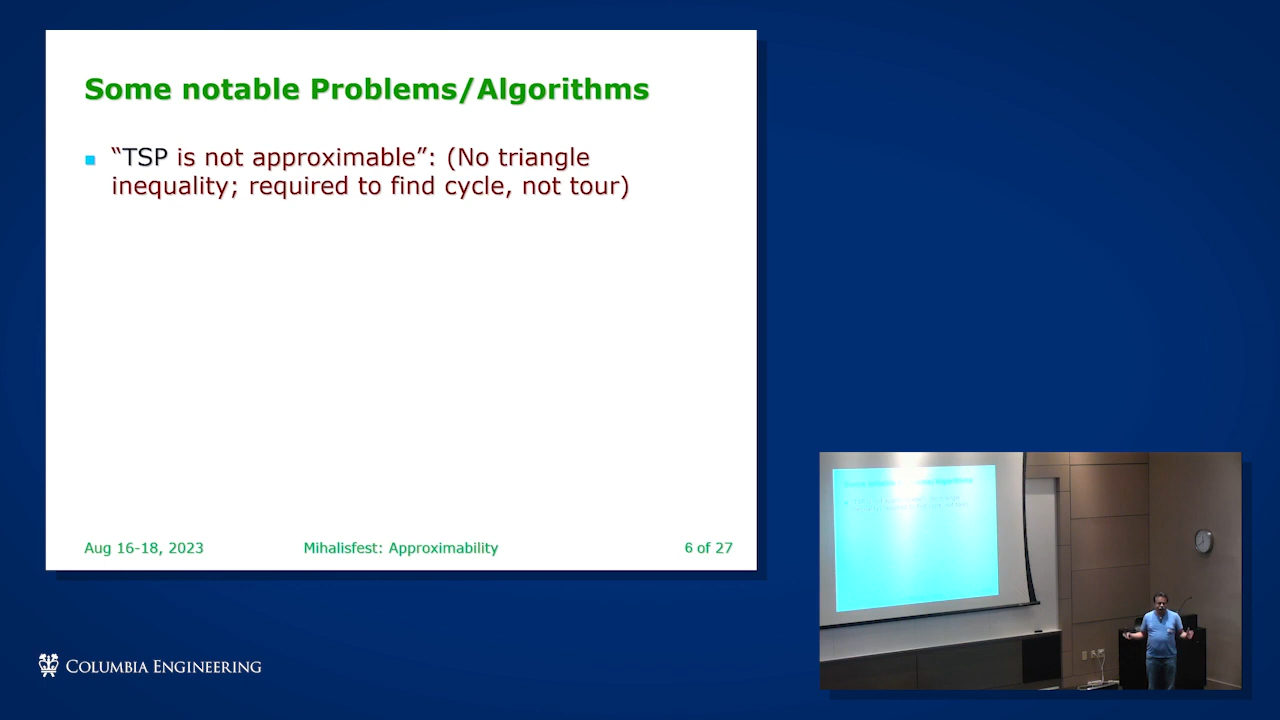 Some notable Problems/Algorithms
“TSP is not approximable”: (No triangle
inequality; required to find cycle, not tour)
Aug 16-18, 2023 Mihalisfest: Approximability 6 of 27
COLUMBIA ENGINEERING